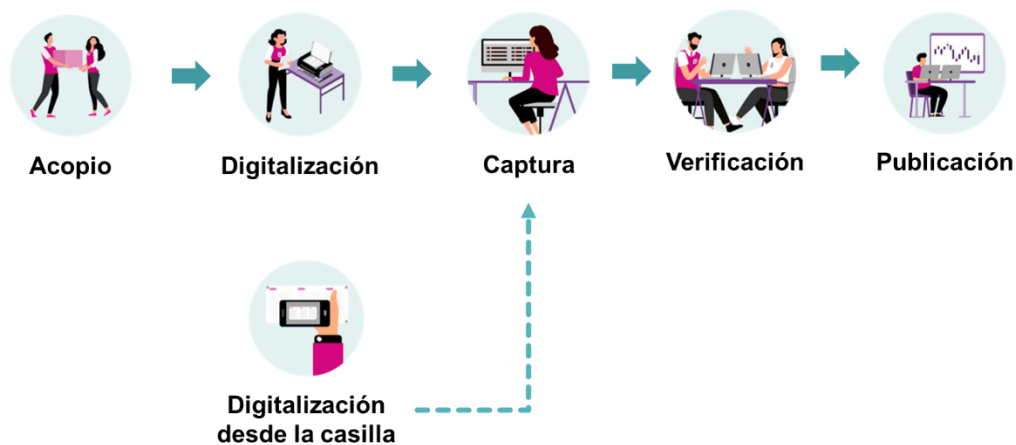 Acopio
Digitalización
Captura
Verificación
Publicación
Digitalización
desde la casilla